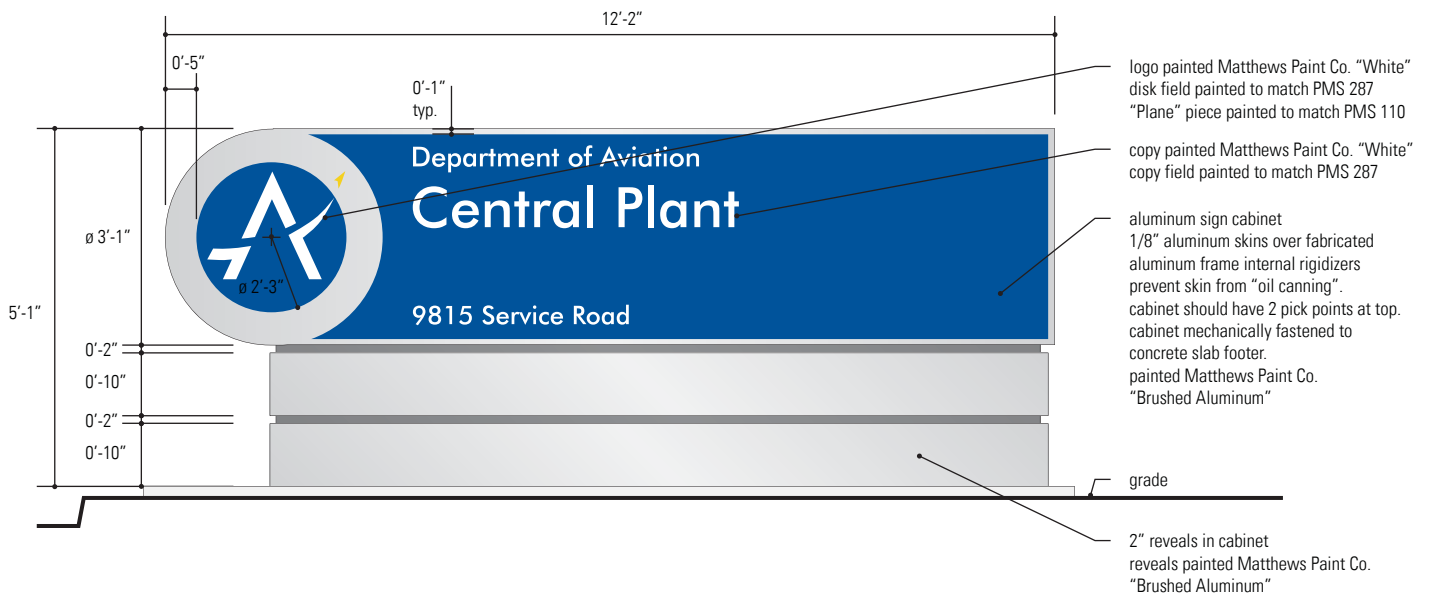 12’-2”
0’-5”
0’-1”
typ.
logo painted Matthews Paint Co. “White”
disk field painted to match PMS 287
“Plane” piece painted to match PMS 110
copy painted Matthews Paint Co. “White”
copy field painted to match PMS 287
Department of Aviation
Central Plant
9815 Service Road
ø 3’-1”
ø 2’-3”
5’-1”
0’-2”
0’-10”
0’-2”
0’-10”
aluminum sign cabinet
1/8” aluminum skins over fabricated
aluminum frame internal rigidizers
prevent skin from “oil canning”.
cabinet should have 2 pick points at top.
cabinet mechanically fastened to
concrete slab footer.
painted Matthews Paint Co.
“Brushed Aluminum”
grade
2” reveals in cabinet
reveals painted Matthews Paint Co.
“Brushed Aluminum”